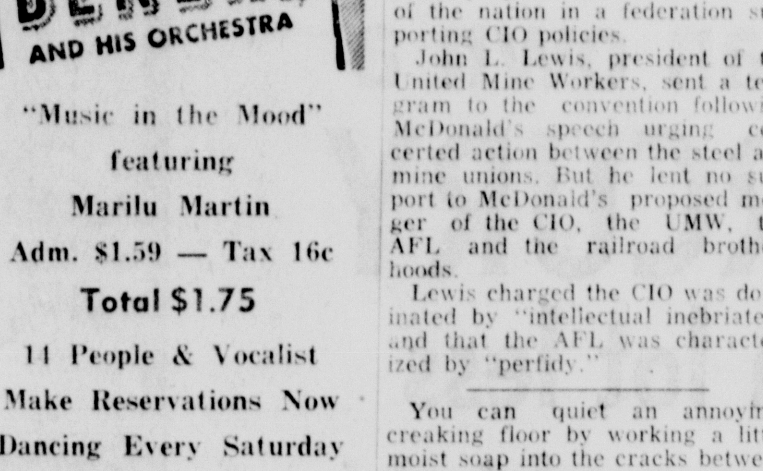 AND HIS ORCHESTRA
"Music in the Mood"
featuring
Marilu Martin
Adm. $1.59 — Tax 16c
Total $1.75
14 People & Vocalist
Make Reservations Now
Dancing Every Saturday
of the nation in a federation
porting CIO policies.
John L. Lewis, president of
United Mine Workers, sent a
gram to the convention
McDonald's speech urging
certed action between the steel
mine unions. But he lent no
port to McDonald's proposed
ger of the CIO, the UMW,
AFL and the railroad
hoods.
Lewis charged the CIO was
inated by "intellectual
and that the AFL was
ized by "perfidy."
You can quiet an
creaking floor by working a
moist soap into the cracks